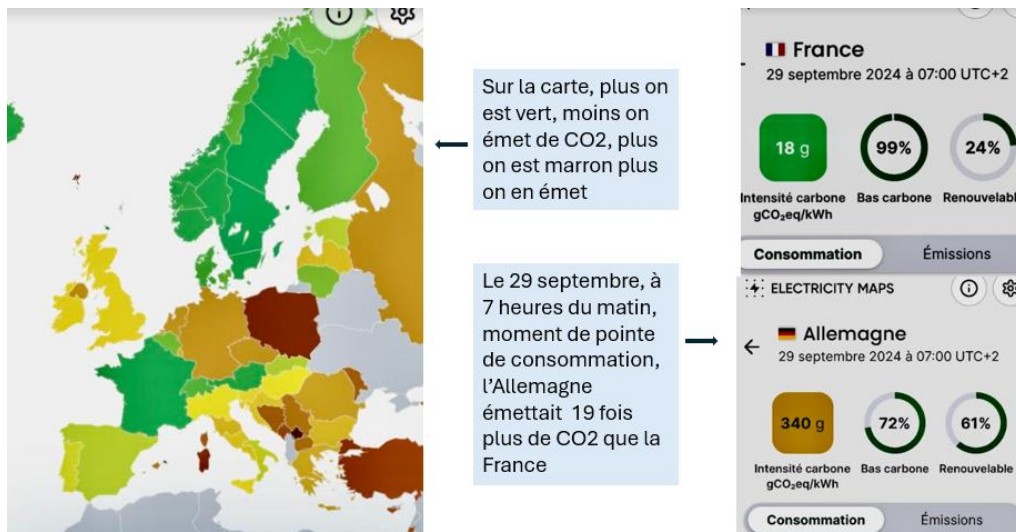 Sur la carte, plus on
est vert, moins on
émet de CO2, plus
on est marron plus
on en émet
Le 29 septembre, à
7 heures du matin,
moment de pointe
de consommation,
l’Allemagne
émettait 19 fois
plus de CO2 que la
France
France
29 septembre 2024 à 07:00 UTC+2
18 g
99%
24%
Intensité carbone
gCO₂eq/kWh
Bas carbone
Renouvelabl
Consommation
Émissions
ELECTRICITY MAPS
Allemagne
29 septembre 2024 à 07:00 UTC+2
340 g
72%
61%
Intensité carbone
gCO₂eq/kWh
Bas carbone
Renouvelable
Consommation
Émissions